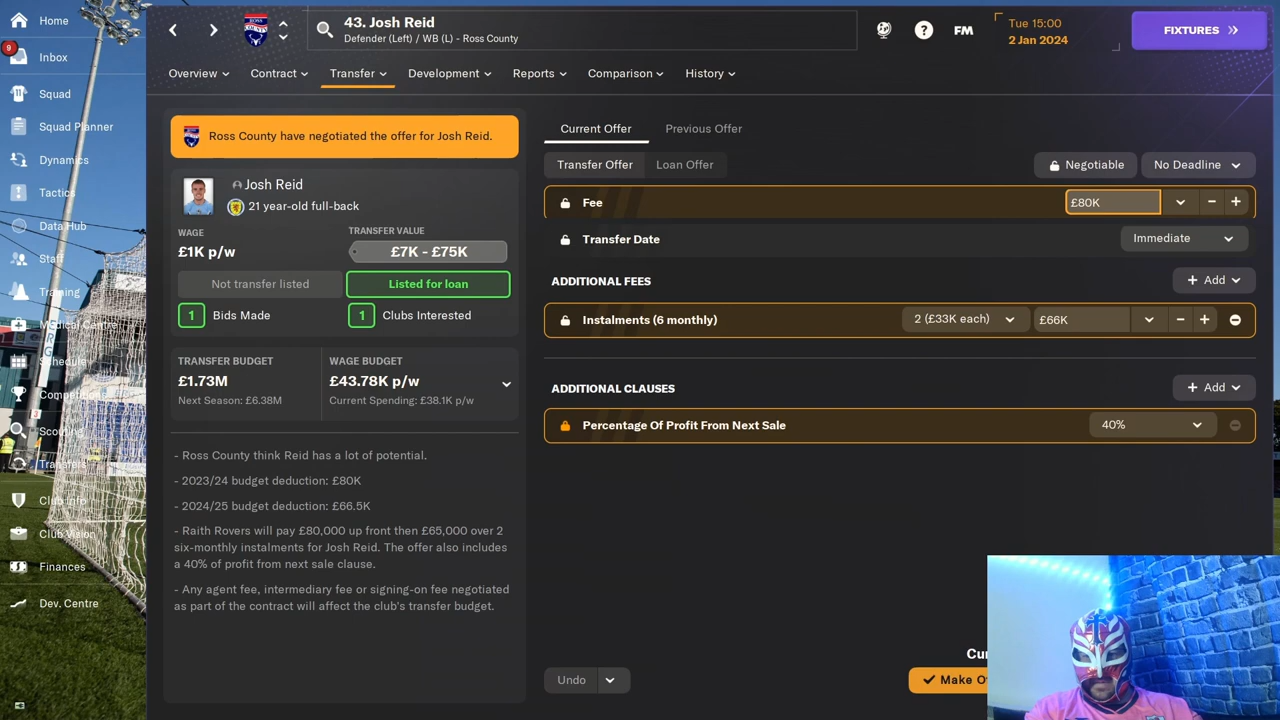 Home
9
Inbox
Squad
Squad Planner
Dynamics
Tactics
Data Hub
Staff
Training
Medical Centre
Schedule
Scouting
Transfers
Club Info
Club Vision
Finances
Dev. Centre
ROSS
COUNTY
43. Josh Reid
Defender (Left) / WB (L) - Ross County
FM
Tue 15:00
2 Jan 2024
FIXTURES
Overview
Contract
Transfer
Development
Reports
Comparison
History
Ross County have negotiated the offer for Josh Reid.
Josh Reid
21 year-old full-back
WAGE
£1K p/w
TRANSFER VALUE
£7K - £75K
Not transfer listed
Listed for loan
1 Bids Made
1 Clubs Interested
TRANSFER BUDGET
£1.73M
Next Season: £6.38M
WAGE BUDGET
£43.78K p/w
Current Spending: £38.1K p/w
- Ross County think Reid has a lot of potential.
- 2023/24 budget deduction: £80K
- 2024/25 budget deduction: £66.5K
- Raith Rovers will pay £80,000 up front then £65,000 over 2
six-monthly instalments for Josh Reid. The offer also includes
a 40% of profit from next sale clause.
- Any agent fee, intermediary fee or signing-on fee negotiated
as part of the contract will affect the club's transfer budget.
Current Offer
Previous Offer
Transfer Offer
Loan Offer
Negotiable
No Deadline
Fee
£80K
Transfer Date
Immediate
ADDITIONAL FEES
+ Add
Instalments (6 monthly)
2 (£33K each)
£66K
ADDITIONAL CLAUSES
+ Add
Percentage Of Profit From Next Sale
40%
Undo
Cu
Make O